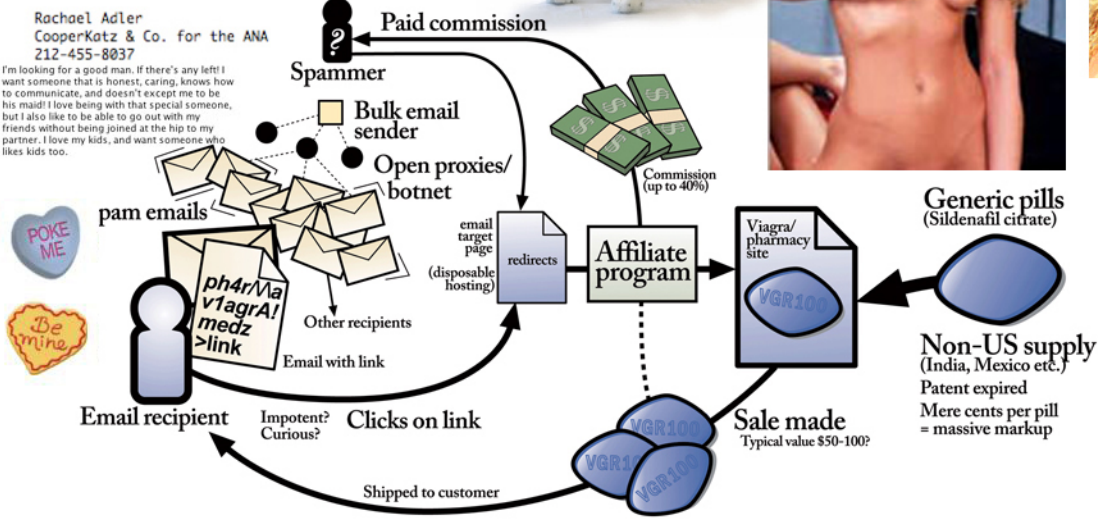 Rachael Adler
CooperKatz & Co. for the ANA
212-455-8037
I'm looking for a good man. If there's any left! I
want someone that is honest, caring, knows how
to communicate, and doesn't except me to be
his maid! I love being with that special someone,
but I also like to be able to go out with my
friends without being joined at the hip to my
partner. I love my kids, and want someone who
likes kids too.
Paid commission
?
Spammer
Bulk email
sender
Open proxies/
botnet
pam emails
POKE
ME
Be
mine
ph4r/\/\a
v1agrA!
medz
>link
Other recipients
Email with link
Email recipient
Impotent?
Curious?
Clicks on link
email
target
page
(disposable
hosting)
redirects
$
$
$
Commission
(up to 40%)
Affiliate
program
Viagra/
pharmacy
site
VGR100
Generic pills
(Sildenafil citrate)
Non-US supply
(India, Mexico etc.)
Patent expired
Mere cents per pill
= massive markup
Sale made
Typical value $50-100?
VGR100
VGR10
VGR100
Shipped to customer